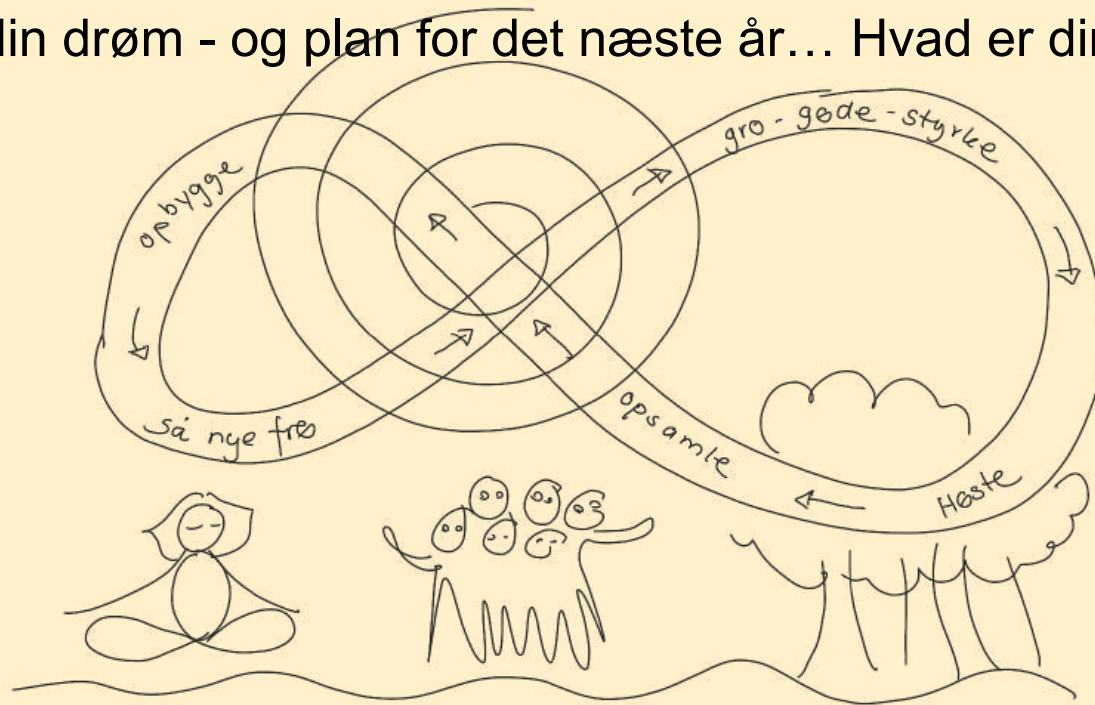 din drøm - og plan for det næste år... Hvad er din
gro - gøde - styrke
opbygge
så nye frø
opsamle
Høste